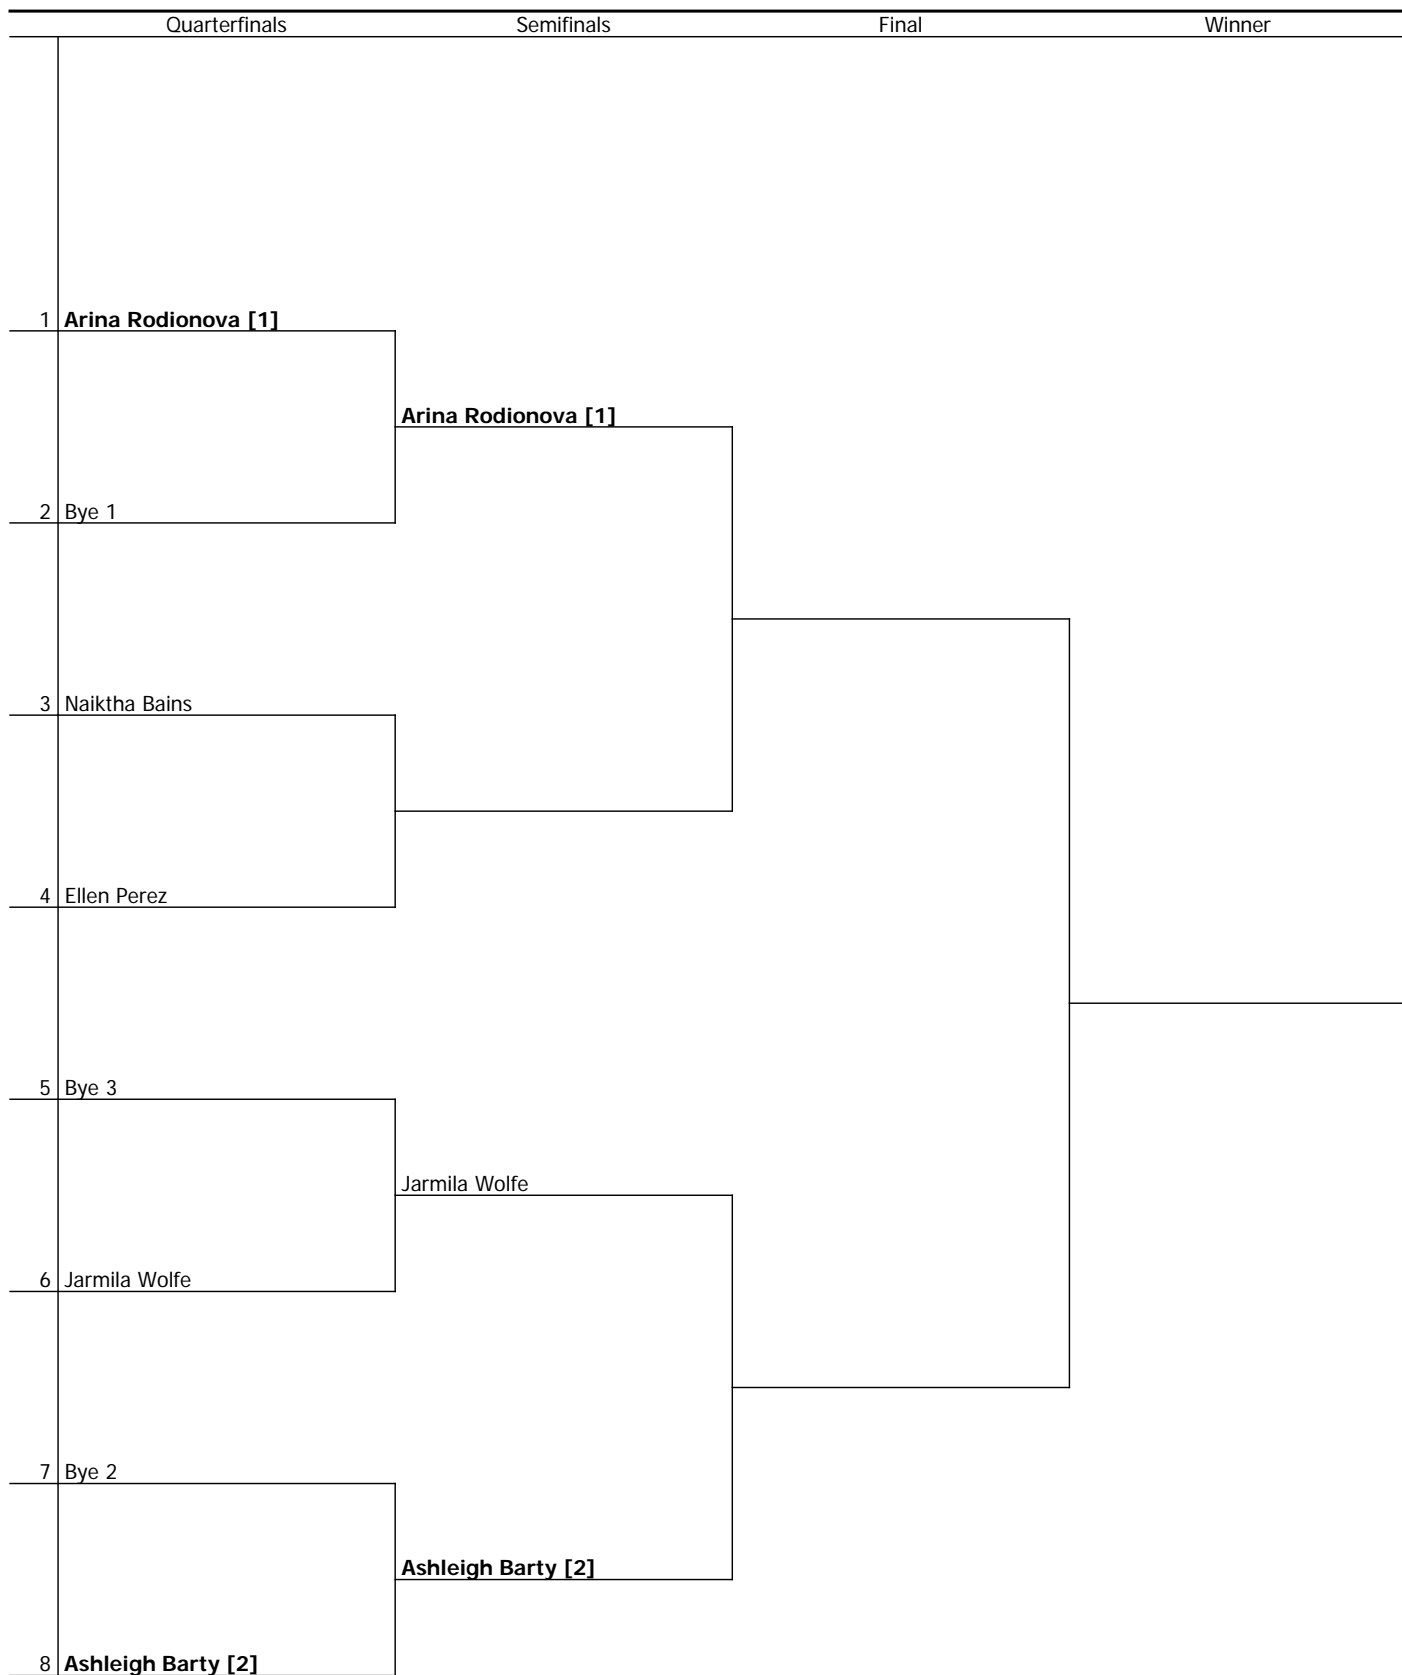 Quarterfinals Semifinals Final Winner
1 Arina Rodionova [1]
Arina Rodionova [1]
2 Bye 1
3 Naiktha Bains
4 Ellen Perez
5 Bye 3
Jarmila Wolfe
6 Jarmila Wolfe
7 Bye 2
Ashleigh Barty [2]
8 Ashleigh Barty [2]